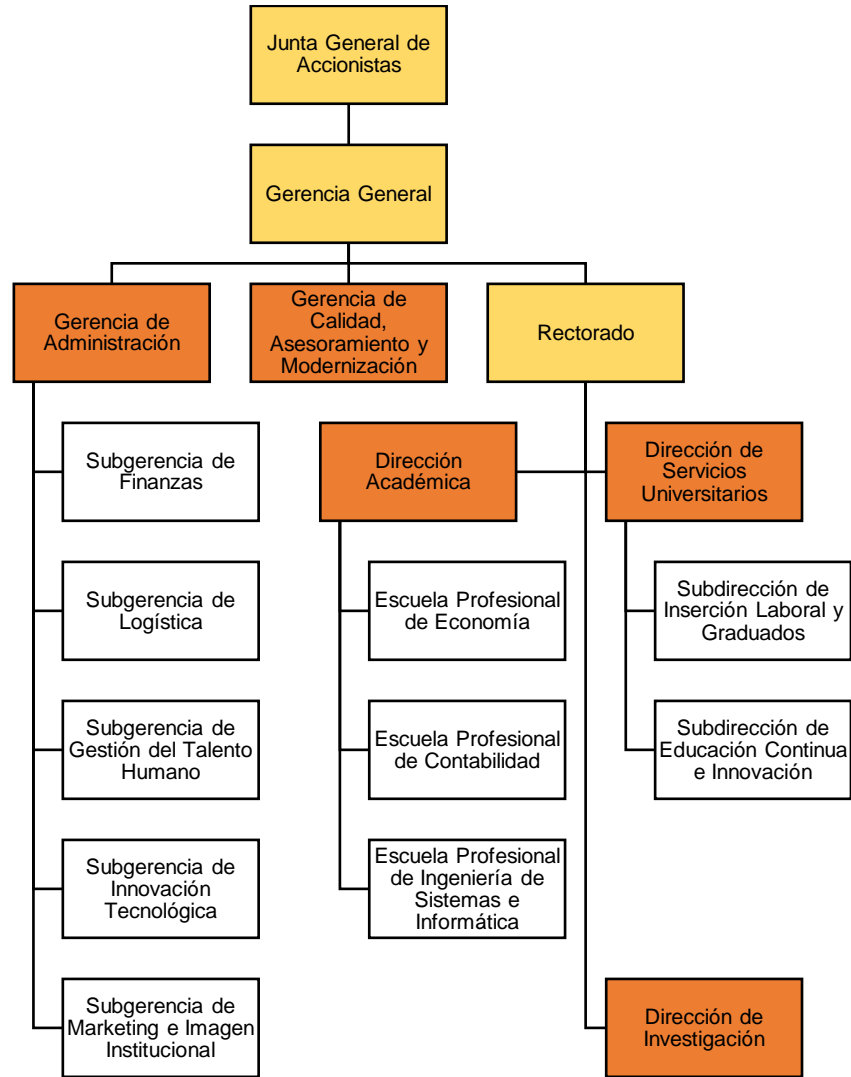 Junta General de
Accionistas
Gerencia General
Gerencia de
Administración
Gerencia de
Calidad,
Asesoramiento y
Modernización
Rectorado
Subgerencia de
Finanzas
Subgerencia de
Logística
Subgerencia de
Gestión del Talento
Humano
Subgerencia de
Innovación
Tecnológica
Subgerencia de
Marketing e Imagen
Institucional
Dirección
Académica
Escuela Profesional
de Economía
Escuela Profesional
de Contabilidad
Escuela Profesional
de Ingeniería de
Sistemas e
Informática
Dirección de
Servicios
Universitarios
Subdirección de
Inserción Laboral y
Graduados
Subdirección de
Educación Continua
e Innovación
Dirección de
Investigación